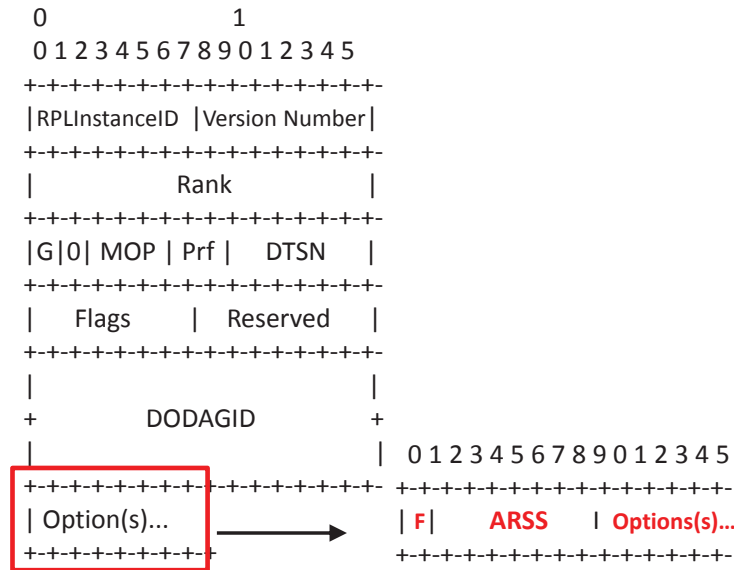 0 1
0 1 2 3 4 5 6 7 8 9 0 1 2 3 4 5
+-+-+-+-+-+-+-+-+-+-+-+-+-+-+-+-
|RPLInstanceID |Version Number|
+-+-+-+-+-+-+-+-+-+-+-+-+-+-+-+-
| Rank |
+-+-+-+-+-+-+-+-+-+-+-+-+-+-+-+-
|G|0| MOP | Prf | DTSN |
+-+-+-+-+-+-+-+-+-+-+-+-+-+-+-+-
| Flags | Reserved |
+-+-+-+-+-+-+-+-+-+-+-+-+-+-+-+-
| |
+ DODAGID +
| |
+-+-+-+-+-+-+-+-+-+-+-+-+-+-+-+-
| Option(s)...
+-+-+-+-+-+-+-+-+
0 1 2 3 4 5 6 7 8 9 0 1 2 3 4 5
+-+-+-+-+-+-+-+-+-+-+-+-+-+-+-+-
| F| ARSS I Options(s)...
+-+-+-+-+-+-+-+-+-+-+-+-+-+-+-+-